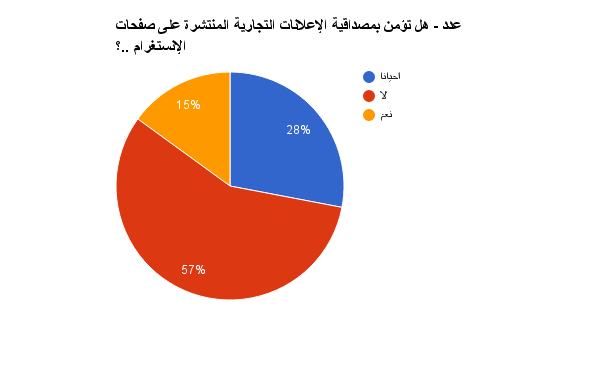 عدد - هل تؤمن بمصداقية الإعلانات التجارية المنتشرة على صفحات
الإنستغرام ..؟
احيانا
لا
نعم
28%
15%
57%